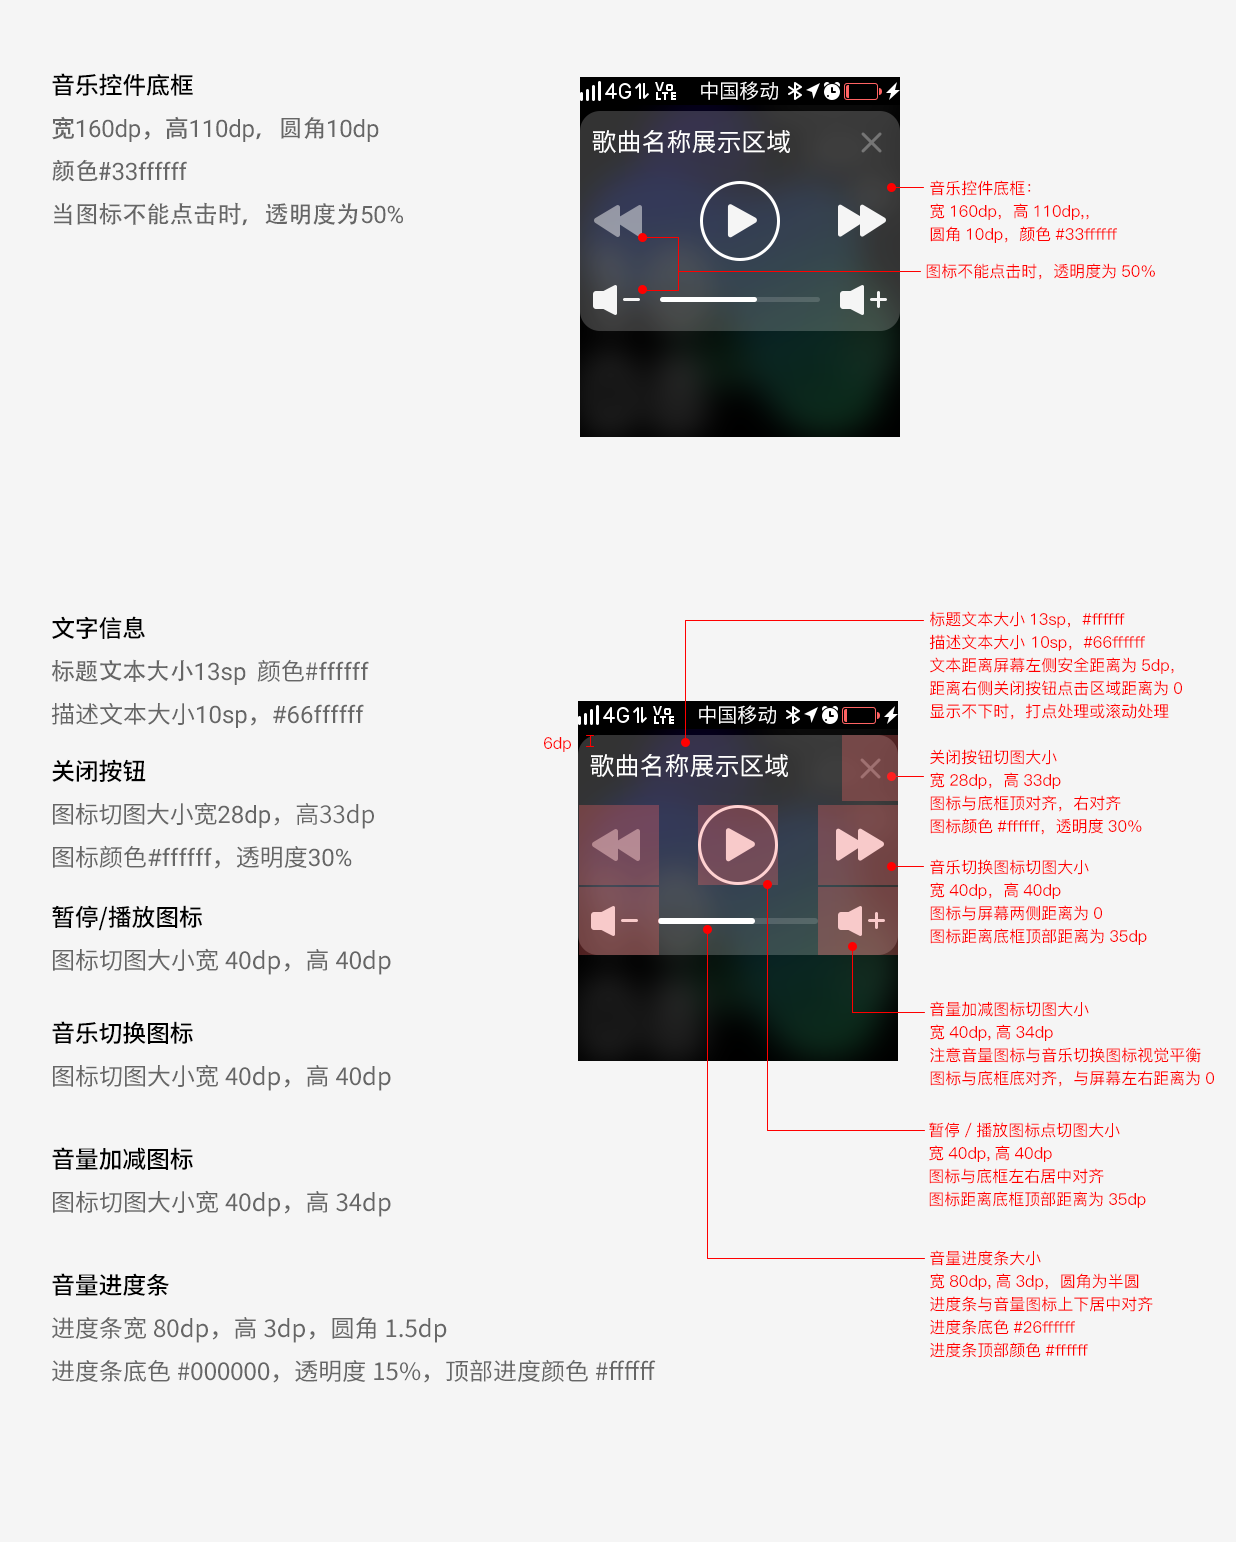 音乐控件底框
宽160dp，高110dp， 圆角10dp
颜色#33ffffff
当图标不能点击时，透明度为50%
4G VoLTE 中国移动
歌曲名称展示区域
音乐控件底框：
宽 160dp，高 110dp,，
圆角 10dp，颜色 #33ffffff
图标不能点击时，透明度为 50%
文字信息
标题文本大小13sp 颜色#ffffff
描述文本大小10sp，#66ffffff
关闭按钮
图标切图大小宽28dp，高33dp
图标颜色#ffffff，透明度30%
暂停/播放图标
图标切图大小宽 40dp，高 40dp
音乐切换图标
图标切图大小宽 40dp，高 40dp
音量加减图标
图标切图大小宽 40dp，高 34dp
音量进度条
进度条宽 80dp，高 3dp，圆角 1.5dp
进度条底色 #000000，透明度 15%，顶部进度颜色 #ffffff
4G VoLTE 中国移动
6dp
歌曲名称展示区域
标题文本大小 13sp，#ffffff
描述文本大小 10sp，#66ffffff
文本距离屏幕左侧安全距离为 5dp，
距离右侧关闭按钮点击区域距离为 0
显示不下时，打点处理或滚动处理
关闭按钮切图大小
宽 28dp，高 33dp
图标与底框顶对齐，右对齐
图标颜色 #ffffff，透明度 30%
音乐切换图标切图大小
宽 40dp，高 40dp
图标与屏幕两侧距离为 0
图标距离底框顶部距离为 35dp
音量加减图标切图大小
宽 40dp, 高 34dp
注意音量图标与音乐切换图标视觉平衡
图标与底框底对齐，与屏幕左右距离为 0
暂停 / 播放图标点切图大小
宽 40dp, 高 40dp
图标与底框左右居中对齐
图标距离底框顶部距离为 35dp
音量进度条大小
宽 80dp, 高 3dp，圆角为半圆
进度条与音量图标上下居中对齐
进度条底色 #26ffffff
进度条顶部颜色 #ffffff